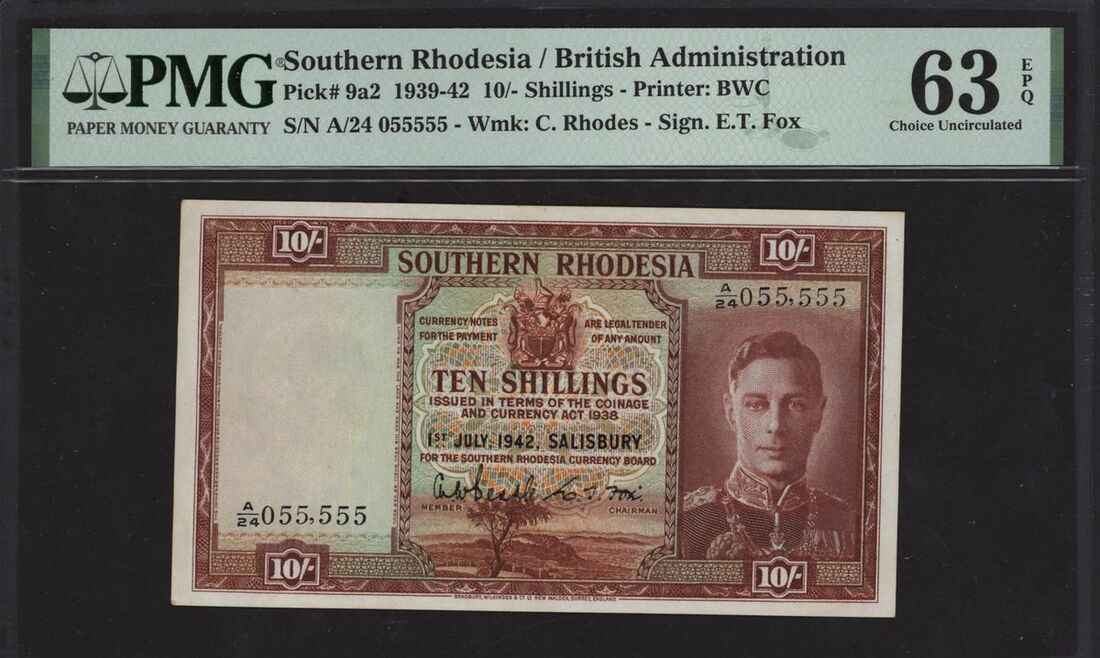 PMG®
PAPER MONEY GUARANTY
Southern Rhodesia / British Administration
Pick# 9a2 1939-42 10/- Shillings - Printer: BWC
S/N A/24 055555 - Wmk: C. Rhodes - Sign. E.T. Fox
63 EPQ
Choice Uncirculated
10/-
10/-
SOUTHERN RHODESIA
A/24 055,555
CURRENCY NOTES ARE LEGAL TENDER
FOR THE PAYMENT OF ANY AMOUNT
TEN SHILLINGS
ISSUED IN TERMS OF THE COINAGE
AND CURRENCY ACT 1938
1ST JULY, 1942. SALISBURY
FOR THE SOUTHERN RHODESIA CURRENCY BOARD
E. T. Fox.
MEMBER CHAIRMAN
A/24 055,555
10/-
10/-
BRADBURY, WILKINSON & Co Ld NEW MALDEN, SURREY, ENGLAND